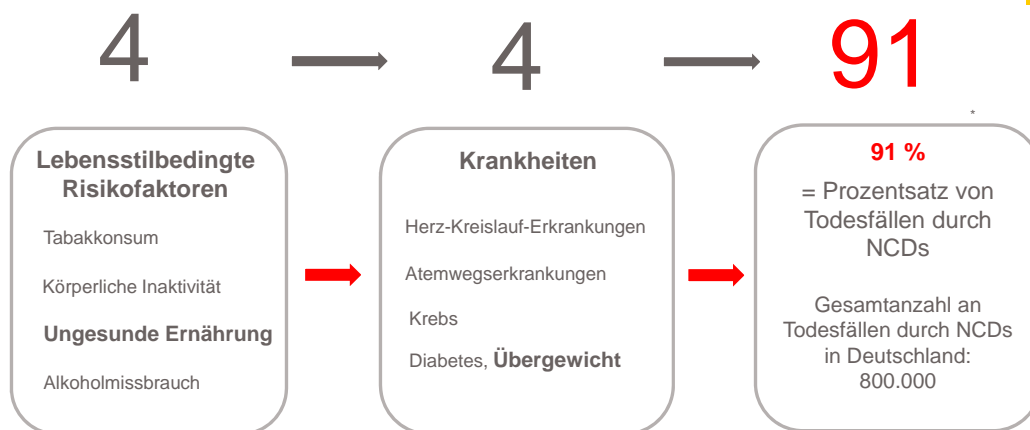 4
4
91
*
Lebensstilbedingte
Risikofaktoren
Tabakkonsum
Körperliche Inaktivität
Ungesunde Ernährung
Alkoholmissbrauch
Krankheiten
Herz-Kreislauf-Erkrankungen
Atemwegserkrankungen
Krebs
Diabetes, Übergewicht
91 %
= Prozentsatz von
Todesfällen durch
NCDs
Gesamtanzahl an
Todesfällen durch NCDs
in Deutschland:
800.000